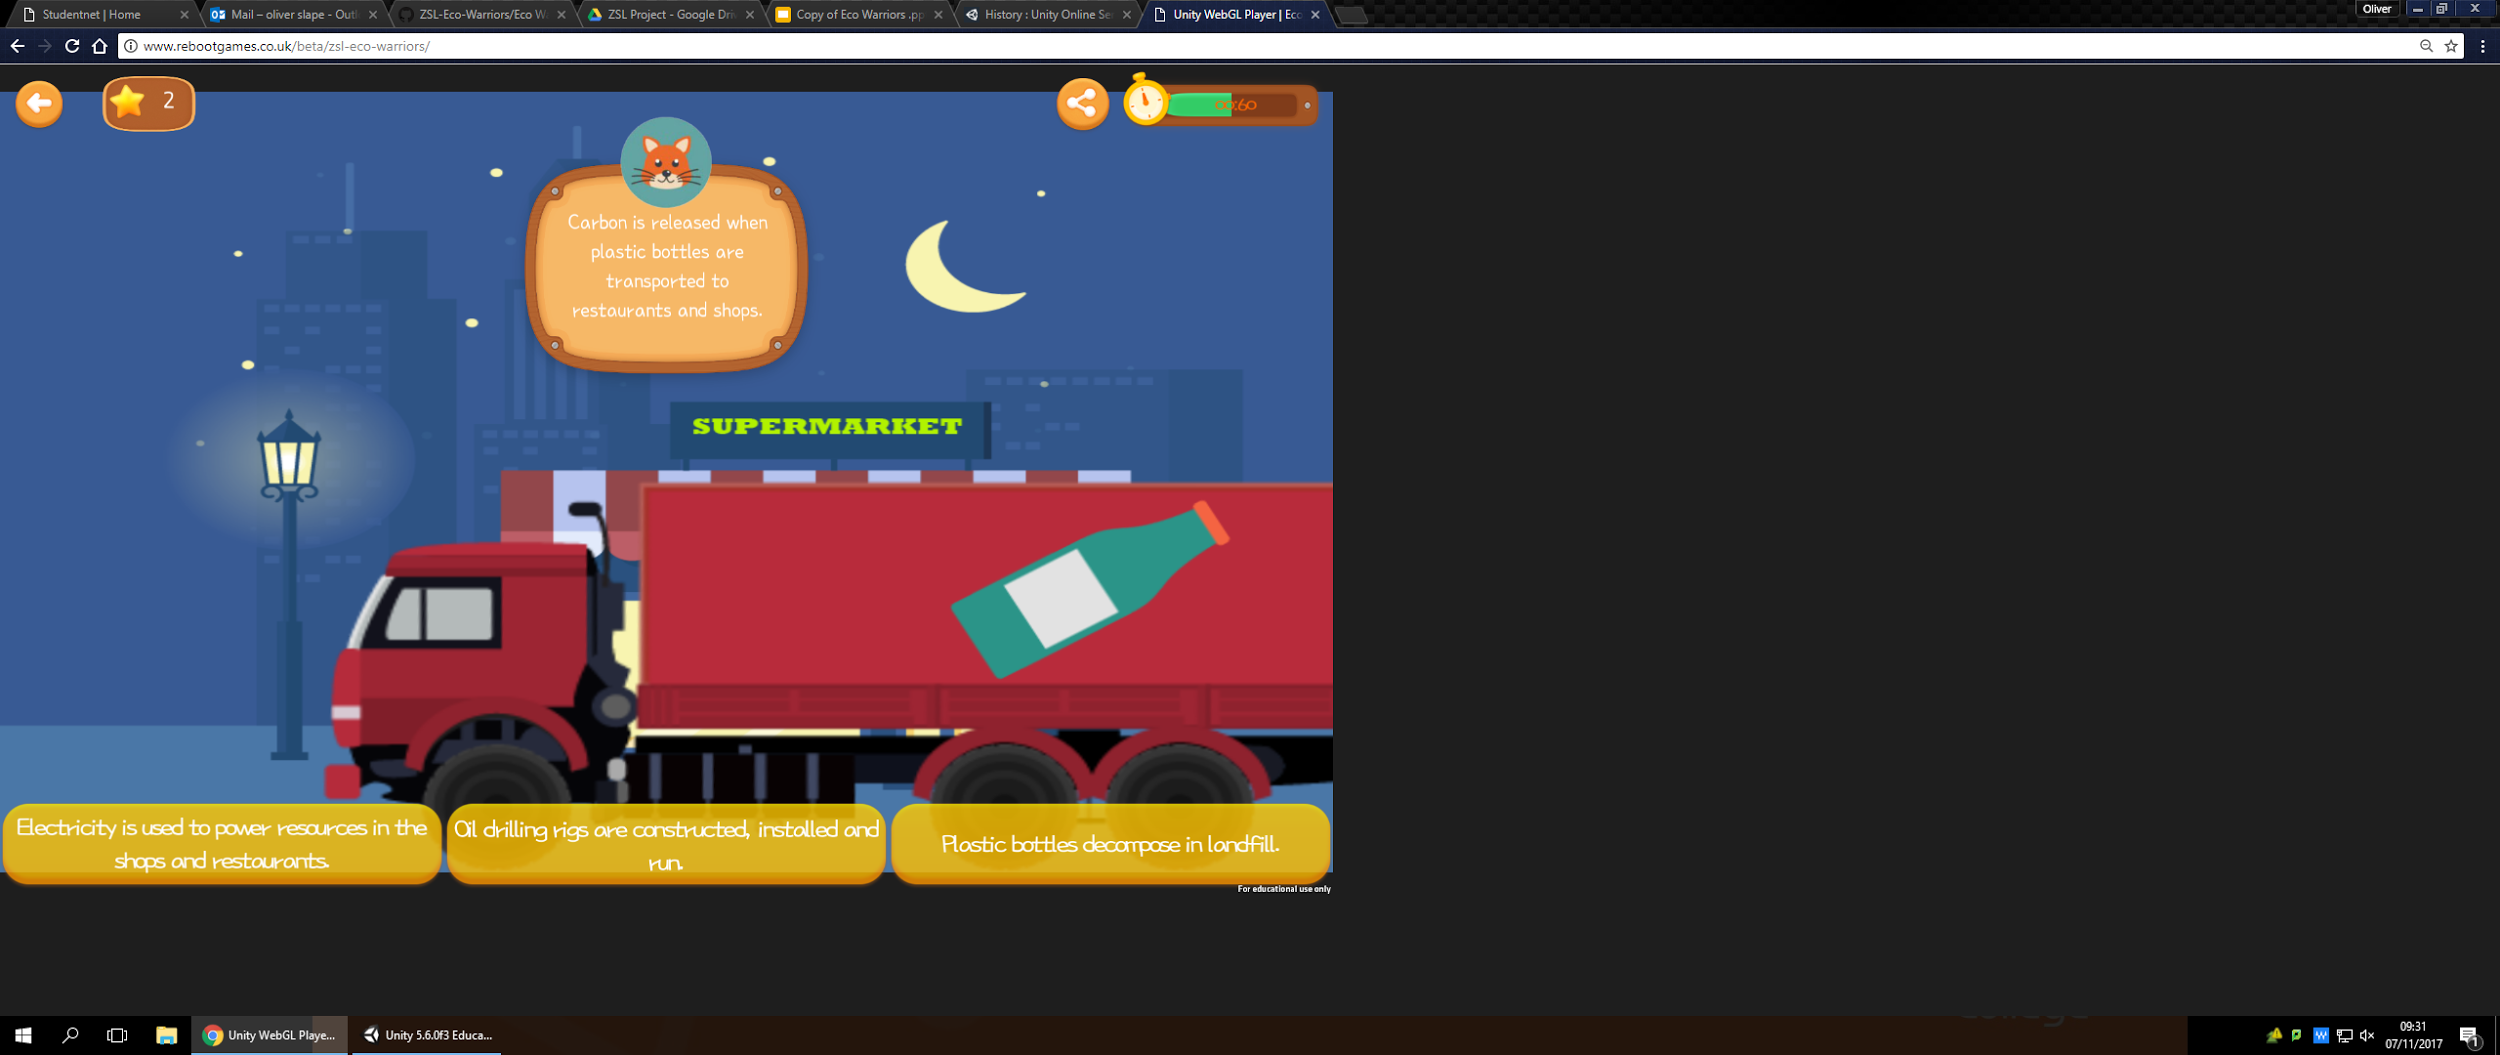 Studentnet | Home
Mail – oliver slape - Outl
ZSL-Eco-Warriors/Eco W
ZSL Project - Google Dri
Copy of Eco Warriors .pp
History : Unity Online Se
Unity WebGL Player | Eco
Oliver
www.rebootgames.co.uk/beta/zsl-eco-warriors/
2
00:60
Carbon is released when
plastic bottles are
transported to
restaurants and shops.
SUPERMARKET
Electricity is used to power resources in the
shops and restaurants.
Oil drilling rigs are constructed, installed and
run.
Plastic bottles decompose in landfill.
For educational use only
Unity WebGL Playe...
Unity 5.6.0f3 Educa...
09:31
07/11/2017
1